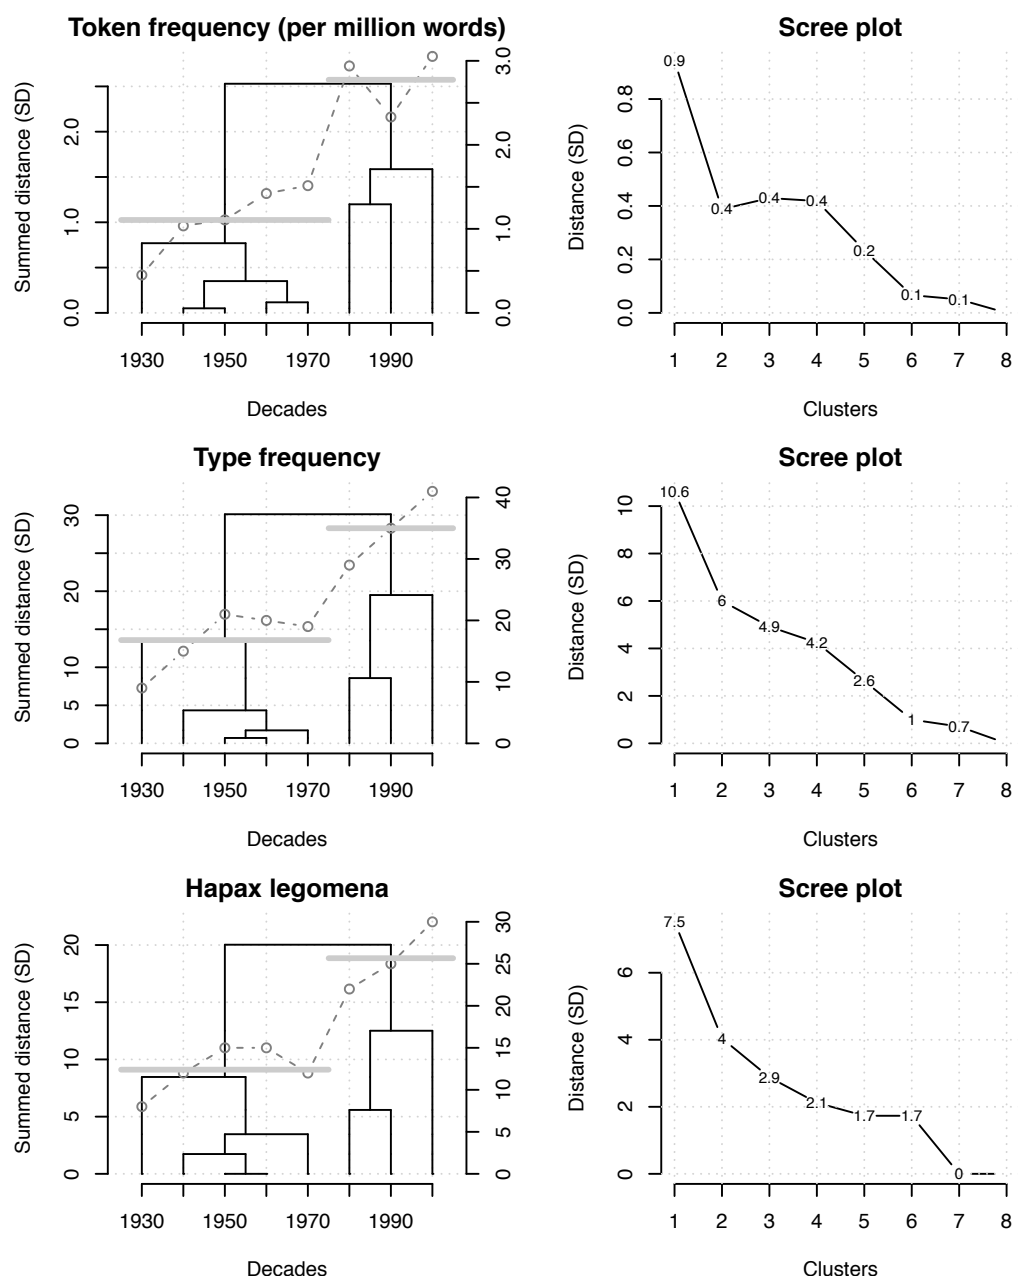 Token frequency (per million words)
Summed distance (SD)
0.0 1.0 2.0
0.0 1.0 2.0 3.0
1930 1950 1970 1990
Decades
Scree plot
Distance (SD)
0.0 0.2 0.4 0.6 0.8
0.9
0.4
0.4
0.4
0.2
0.1
0.1
1 2 3 4 5 6 7 8
Clusters
Type frequency
Summed distance (SD)
0 5 10 20 30
0 10 20 30 40
1930 1950 1970 1990
Decades
Scree plot
Distance (SD)
0 2 4 6 8 10
10.6
6
4.9
4.2
2.6
1
0.7
1 2 3 4 5 6 7 8
Clusters
Hapax legomena
Summed distance (SD)
0 5 10 15 20
0 5 10 15 20 25 30
1930 1950 1970 1990
Decades
Scree plot
Distance (SD)
0 2 4 6
7.5
4
2.9
2.1
1.7
1.7
0
1 2 3 4 5 6 7 8
Clusters